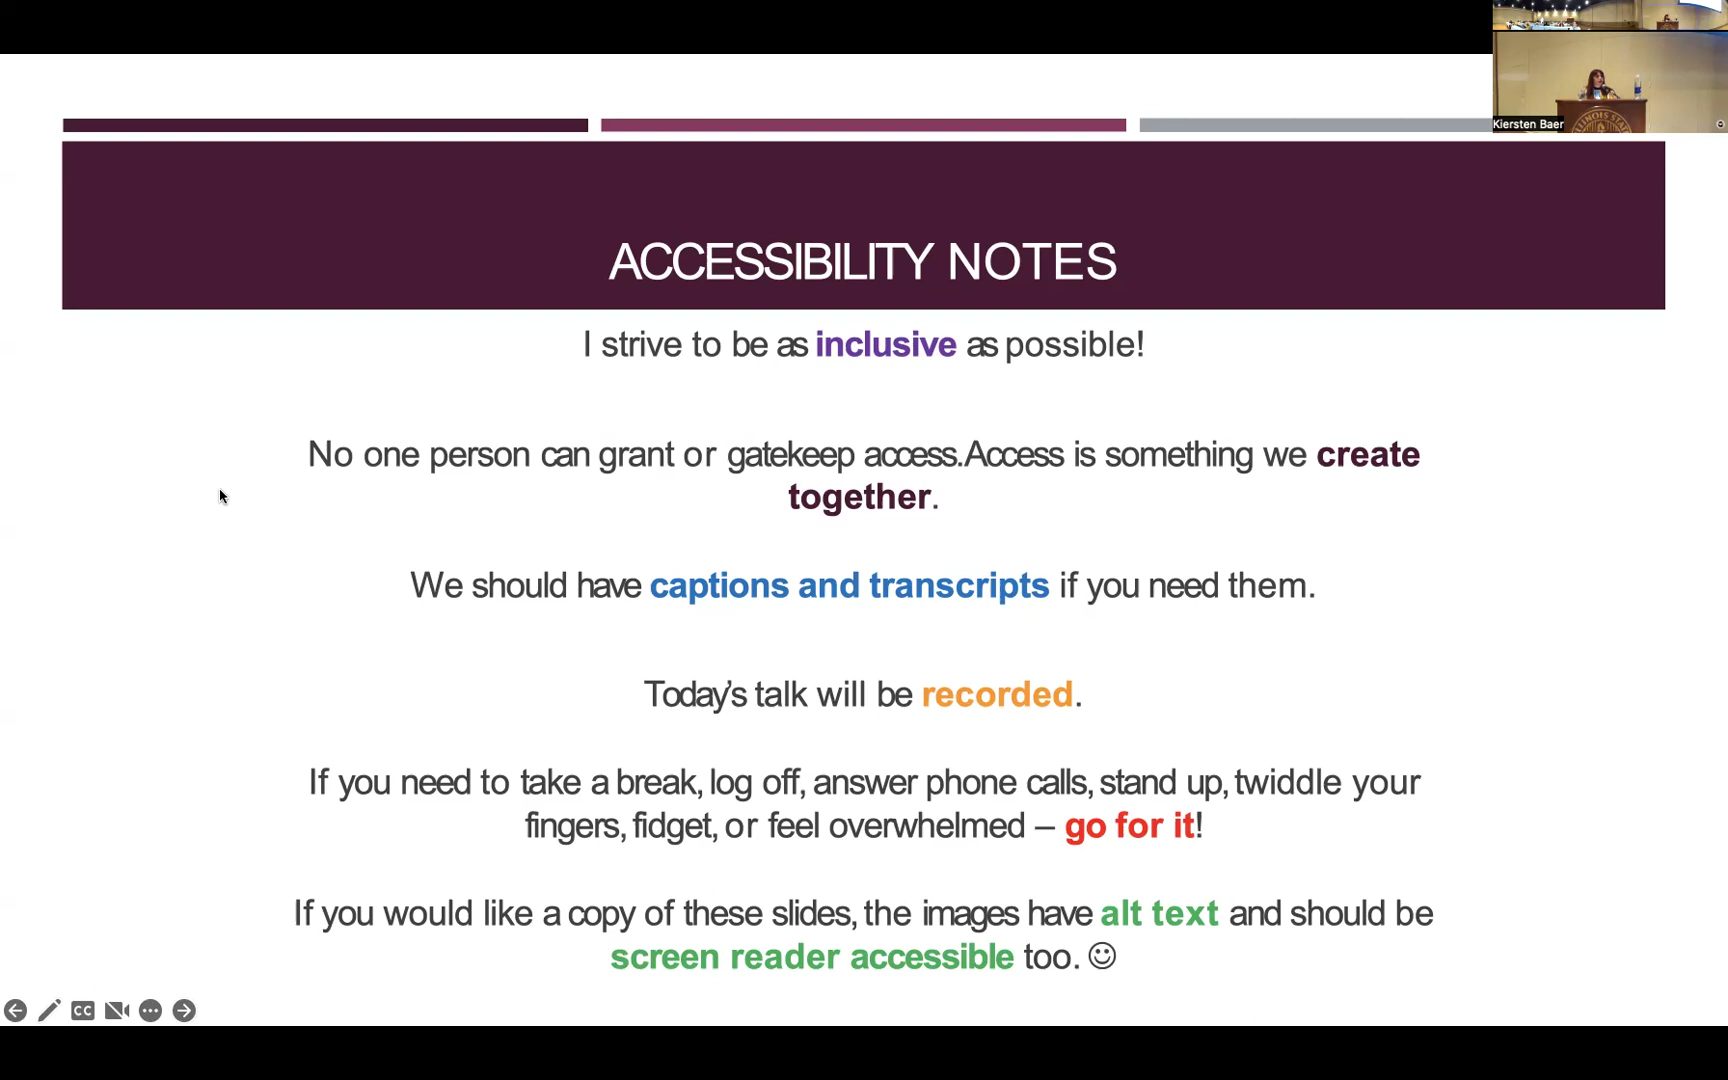 Kiersten Baer
ILLINOIS STA
ACCESSIBILITY NOTES
I strive to be as inclusive as possible!
No one person can grant or gatekeep access. Access is something we create
together.
We should have captions and transcripts if you need them.
Today's talk will be recorded.
If you need to take a break, log off, answer phone calls, stand up, twiddle your
fingers, fidget, or feel overwhelmed – go for it!
If you would like a copy of these slides, the images have alt text and should be
screen reader accessible too. ☺
CC